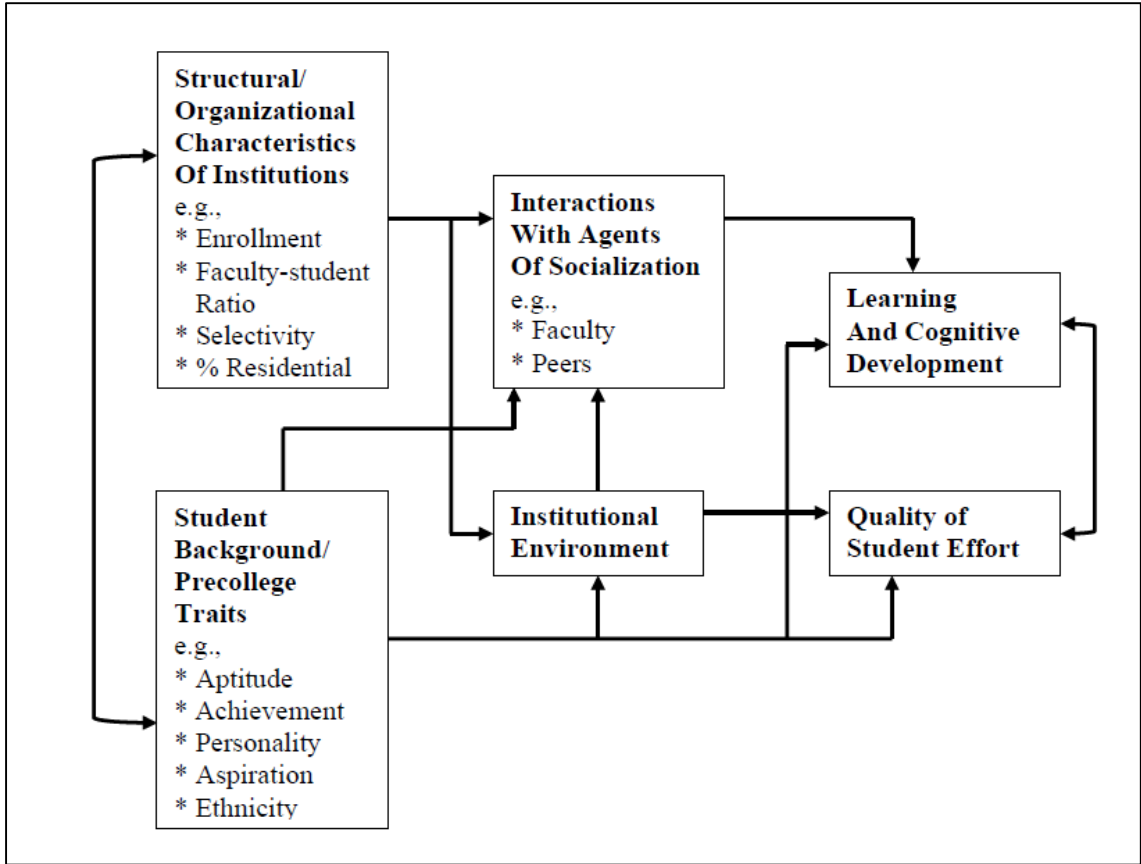 Structural/
Organizational
Characteristics
Of Institutions
e.g.,
* Enrollment
* Faculty-student
Ratio
* Selectivity
* % Residential
Interactions
With Agents
Of Socialization
e.g.,
* Faculty
* Peers
Learning
And Cognitive
Development
Student
Background/
Precollege
Traits
e.g.,
* Aptitude
* Achievement
* Personality
* Aspiration
* Ethnicity
Institutional
Environment
Quality of
Student Effort